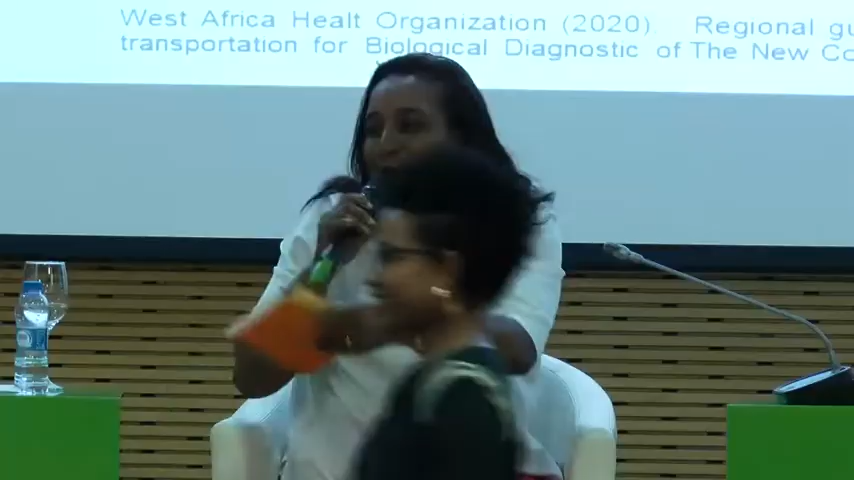 West Africa Healt Organization (2020) Regional gu
transportation for Biological Diagnostic of The New Co